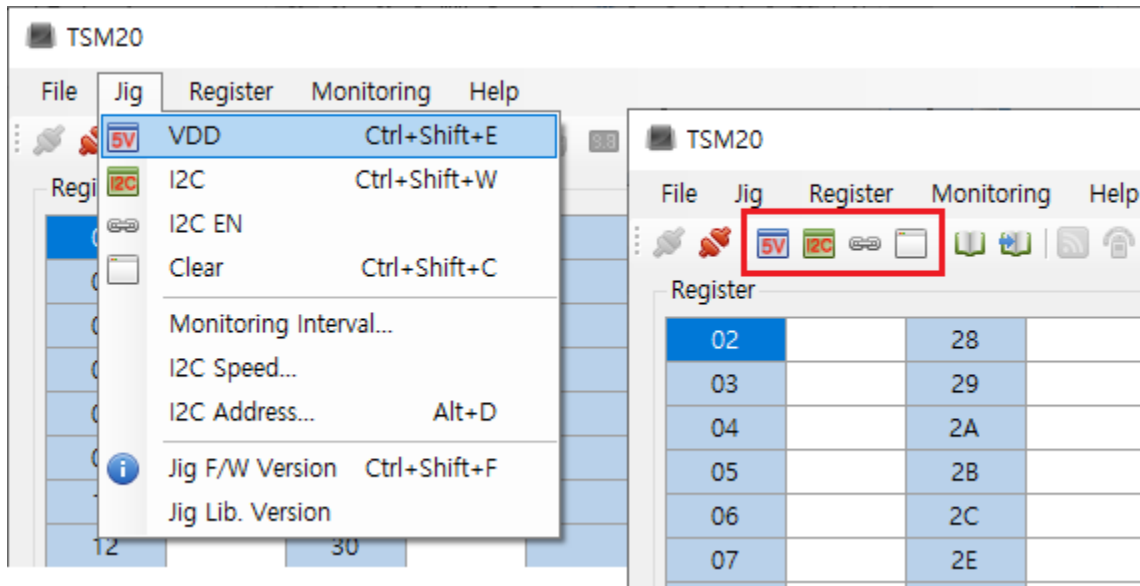 TSM20
File Jig Register Monitoring Help
5V VDD Ctrl+Shift+E
I2C I2C Ctrl+Shift+W
I2C EN
Clear Ctrl+Shift+C
Monitoring Interval...
I2C Speed...
I2C Address... Alt+D
Jig F/W Version Ctrl+Shift+F
Jig Lib. Version
12 30
TSM20
File Jig Register Monitoring Help
5V I2C
Register
02 28
03 29
04 2A
05 2B
06 2C
07 2E